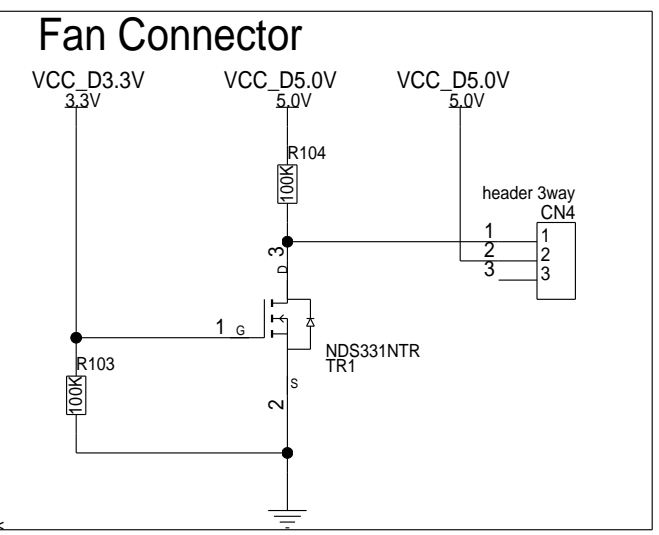 Fan Connector
VCC_D3.3V
3.3V
VCC_D5.0V
5.0V
VCC_D5.0V
5.0V
R104
100K
header 3way
CN4
1 1
2 2
3 3
3
D
1 G
NDS331NTR
TR1
R103
100K
S
2